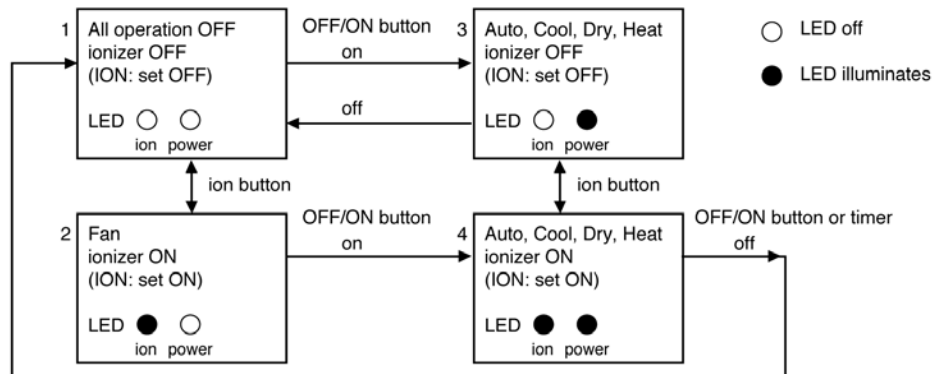 1
All operation OFF
ionizer OFF
(ION: set OFF)
LED
ion power
OFF/ON button
on
off
3
Auto, Cool, Dry, Heat
ionizer OFF
(ION: set OFF)
LED
ion power
LED off
LED illuminates
ion button
ion button
2
Fan
ionizer ON
(ION: set ON)
LED
ion power
OFF/ON button
on
4
Auto, Cool, Dry, Heat
ionizer ON
(ION: set ON)
LED
ion power
OFF/ON button or timer
off